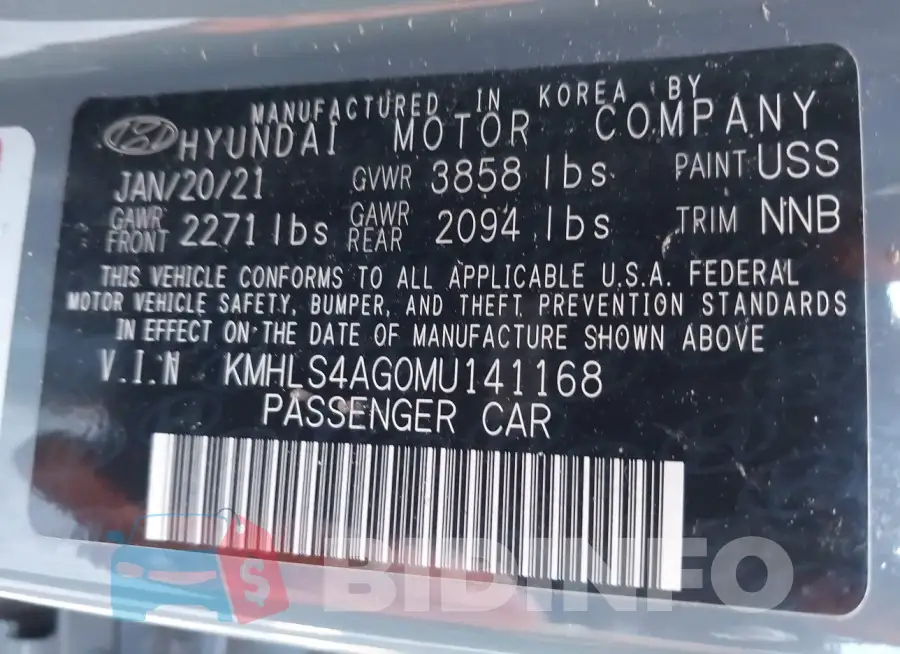 MANUFACTURED IN KOREA BY
HYUNDAI MOTOR COMPANY
JAN/20/21 GVWR 3858 lbs PAINT USS
GAWR FRONT 2271 lbs GAWR REAR 2094 lbs TRIM NNB
THIS VEHICLE CONFORMS TO ALL APPLICABLE U.S.A. FEDERAL
MOTOR VEHICLE SAFETY, BUMPER, AND THEFT PREVENTION STANDARDS
IN EFFECT ON THE DATE OF MANUFACTURE SHOWN ABOVE
V.I.N KMHLS4AG0MU141168
PASSENGER CAR
$ BIDINFO